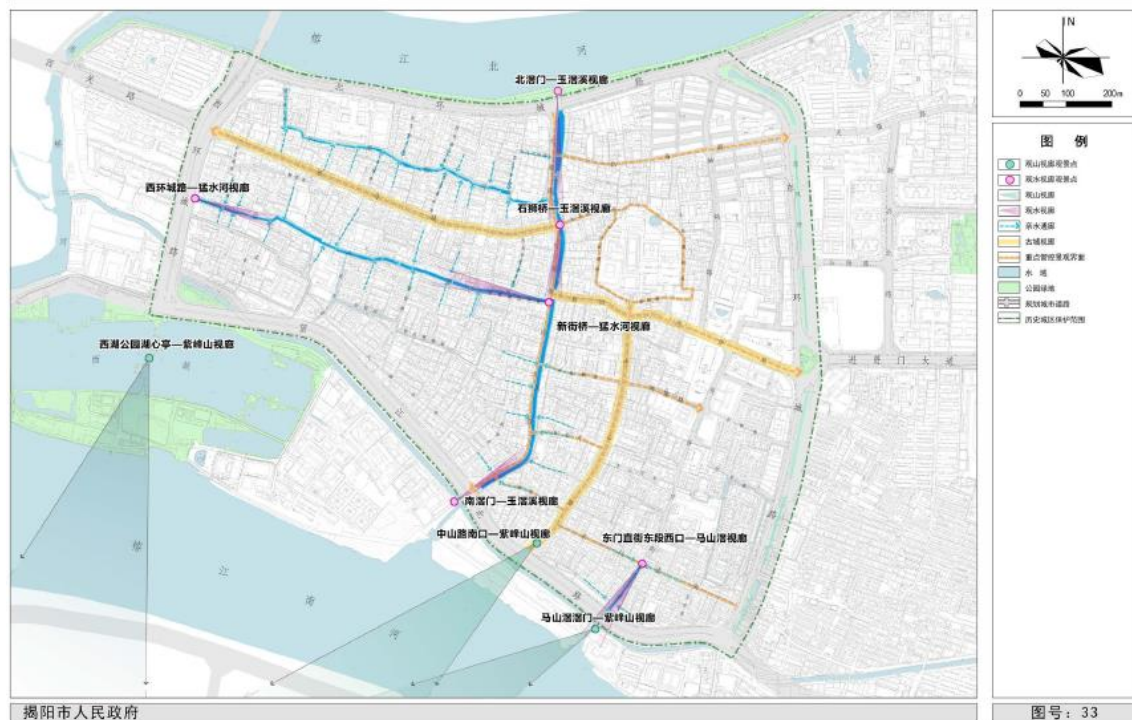 榕江北河
北滘门—玉滘溪视廊
西环城路—猛水河视廊
石狮桥—玉滘溪视廊
新街桥—猛水河视廊
西湖公园湖心亭—紫峰山视廊
进贤门大道
南滘门—玉滘溪视廊
中山路南口—紫峰山视廊
东门直街东段西口—马山滘视廊
马山滘滘门—紫峰山视廊
榕江南河
N
0 50 100 200m
图 例
观山视廊观景点
观水视廊观景点
观山视廊
观水视廊
亲水通廊
古城视廊
重点管控景观界面
水 域
公园绿地
规划城市道路
历史城区保护范围
揭阳市人民政府
图号：33